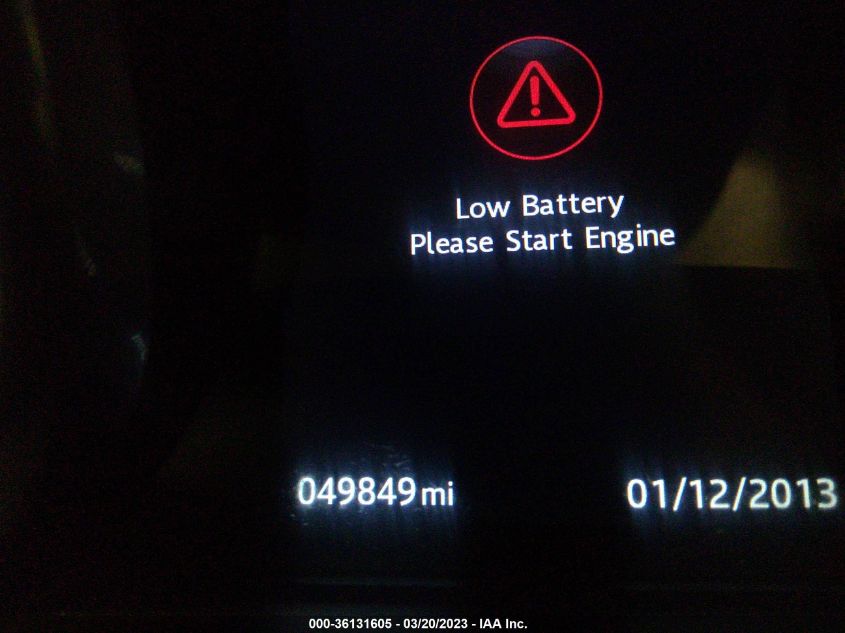 Low Battery
Please Start Engine
049849 mi
01/12/2013
000-36131605 - 03/20/2023 - IAA Inc.